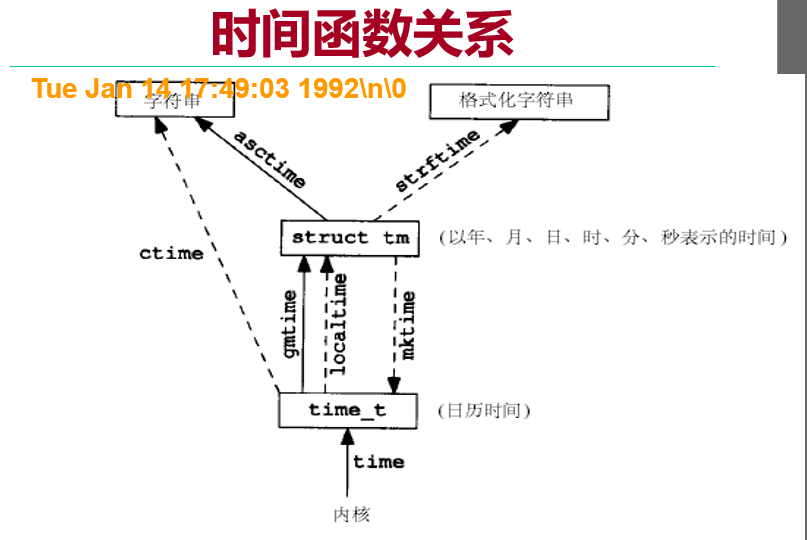 时间函数关系
Tue Jan 14 17:49:03 1992\n\0
字符串
格式化字符串
asctime
strftime
struct tm
(以年、月、日、时、分、秒表示的时间)
ctime
gmtime
localtime
mktime
time_t
(日历时间)
time
内核